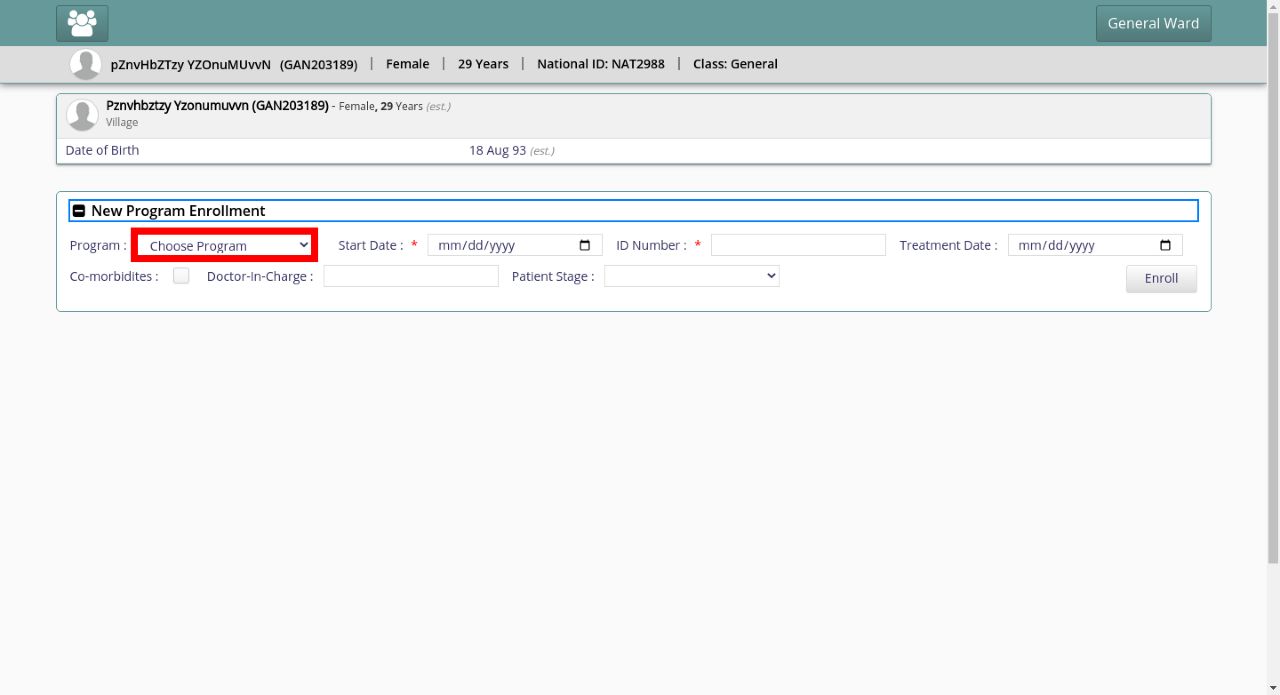 General Ward
pZnvHbZTzy YZOnuMUvvN (GAN203189) | Female | 29 Years | National ID: NAT2988 | Class: General
Pznvhbztzy Yzonumuvvn (GAN203189) - Female, 29 Years (est.)
Village
Date of Birth 18 Aug 93 (est.)
New Program Enrollment
Program : Choose Program Start Date : * mm/dd/yyyy ID Number : * Treatment Date : mm/dd/yyyy
Co-morbidites : Doctor-In-Charge : Patient Stage : Enroll